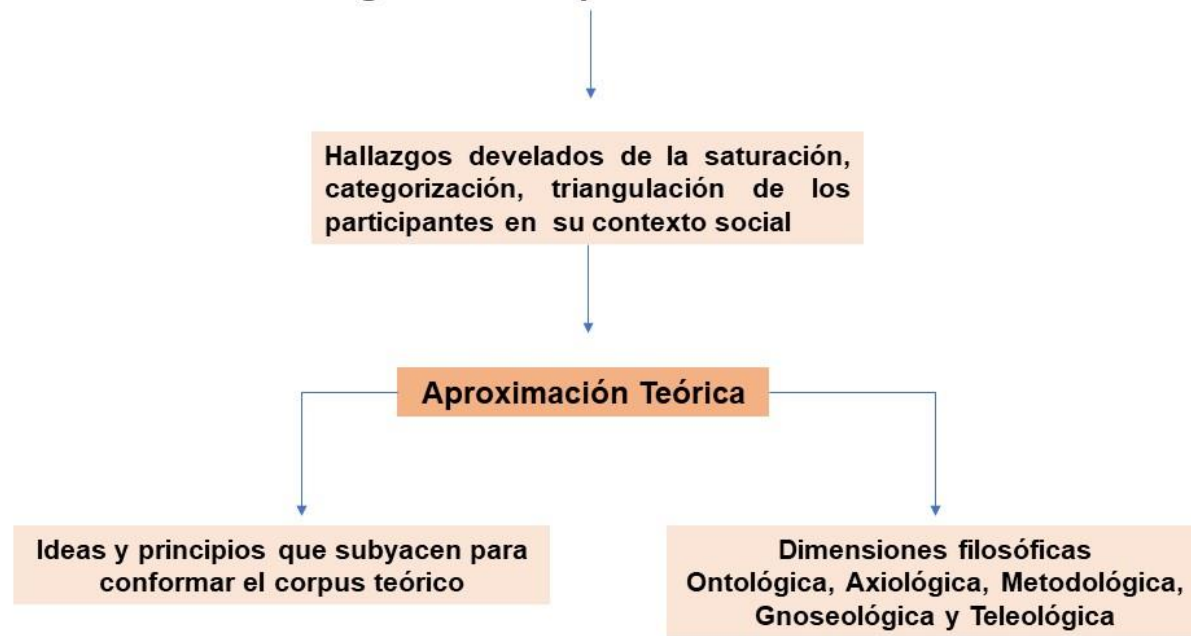 Hallazgos develados de la saturación,
categorización, triangulación de los
participantes en su contexto social
Aproximación Teórica
Ideas y principios que subyacen para
conformar el corpus teórico
Dimensiones filosóficas
Ontológica, Axiológica, Metodológica,
Gnoseológica y Teleológica